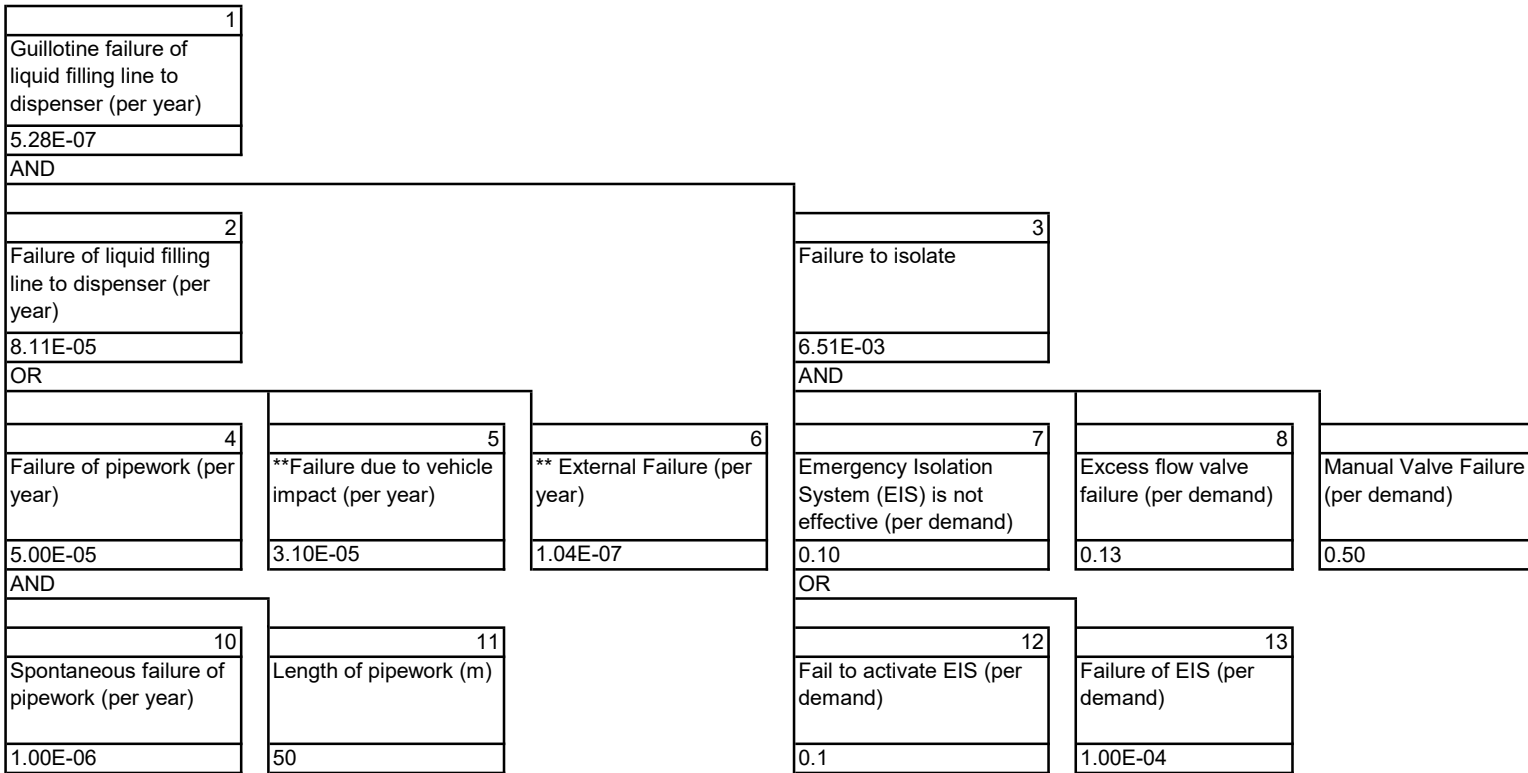 1
Guillotine failure of
liquid filling line to
dispenser (per year)
5.28E-07
AND
2
Failure of liquid filling
line to dispenser (per
year)
8.11E-05
OR
3
Failure to isolate
6.51E-03
AND
4
Failure of pipework (per
year)
5.00E-05
AND
5
**Failure due to vehicle
impact (per year)
3.10E-05
6
** External Failure (per
year)
1.04E-07
7
Emergency Isolation
System (EIS) is not
effective (per demand)
0.10
OR
8
Excess flow valve
failure (per demand)
0.13
Manual Valve Failure
(per demand)
0.50
10
Spontaneous failure of
pipework (per year)
1.00E-06
11
Length of pipework (m)
50
12
Fail to activate EIS (per
demand)
0.1
13
Failure of EIS (per
demand)
1.00E-04